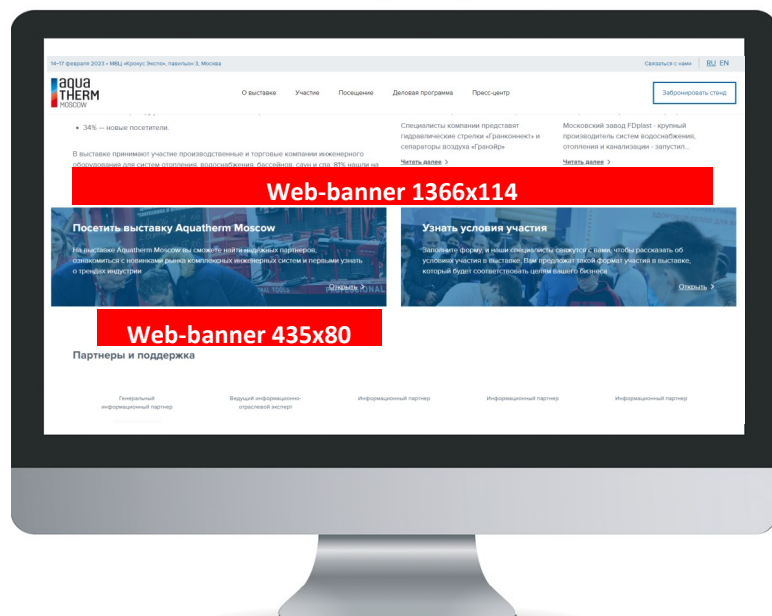 14–17 февраля 2023 • МВЦ «Крокус Экспо», павильон 3, Москва
Связаться с нами RU EN
aqua THERM MOSCOW
О выставке Участие Посещение Деловая программа Пресс-центр
Забронировать стенд
• 34% — новые посетители.
В выставке принимают участие производственные и торговые компании инженерного
оборудования для систем отопления, водоснабжения, бассейнов, саун и спа. 81% нашли на
Специалисты компании представят
гидравлические стрелки «Гранконнект» и
сепараторы воздуха «Гранэйр»
Читать далее >
Московский завод FDplast - крупный
производитель систем водоснабжения,
отопления и канализации - запустил...
Читать далее >
Web-banner 1366x114
Посетить выставку Aquatherm Moscow
На выставке Aquatherm Moscow вы сможете найти надежных партнеров,
ознакомиться с новинками рынка комплексных инженерных систем и первыми узнать
о трендах индустрии
Открыть >
Узнать условия участия
Заполните форму, и наши специалисты свяжутся с вами, чтобы рассказать об
условиях участия в выставке. Вам предложат такой формат участия в выставке,
который будет соответствовать целям вашего бизнеса
Открыть >
Web-banner 435x80
Партнеры и поддержка
Генеральный
информационный партнер
Ведущий информационно-
отраслевой эксперт
Информационный партнер
Информационный партнер
Информационный партнер